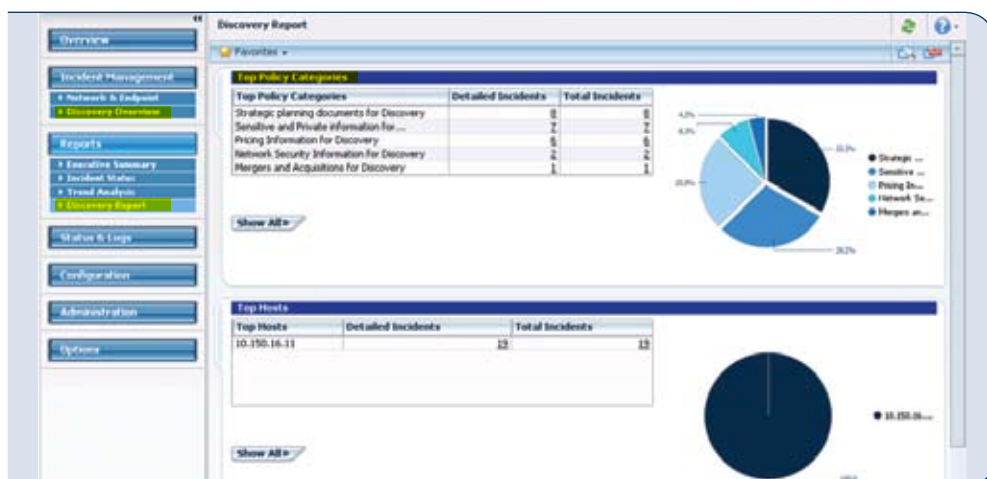 Discovery Report
Overview
Favorites
Incident Management
Network & Endpoint
Discovery Overview
Reports
Executive Summary
Incident Status
Trend Analysis
Discovery Report
Status & Logs
Configuration
Administration
Options
Top Policy Categories
Top Policy Categories Detailed Incidents Total Incidents
Strategic planning documents for Discovery 8 8
Sensitive and Private information for ... 7 7
Pricing Information for Discovery 6 6
Network Security Information for Discovery 2 2
Mergers and Acquisitions for Discovery 1 1
Show All
Strategic ...
Sensitive ...
Pricing In...
Network Se...
Mergers an...
Top Hosts
Top Hosts Detailed Incidents Total Incidents
10.150.16.11 19 19
10.150.16....
Show All